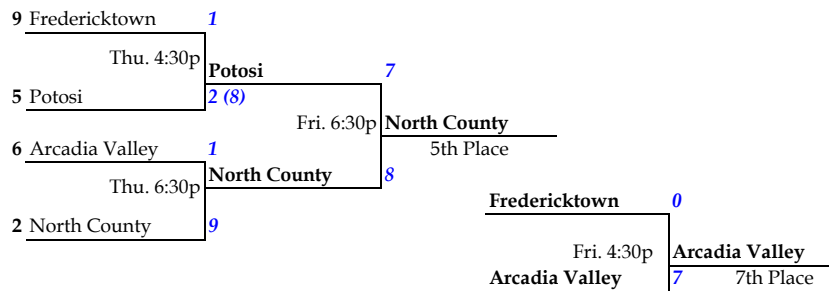 9 Fredericktown 1
Thu. 4:30p
Potosi 7
5 Potosi 2 (8)
Fri. 6:30p North County
6 Arcadia Valley 1
5th Place
Thu. 6:30p North County 8
Fredericktown 0
2 North County 9
Fri. 4:30p Arcadia Valley
Arcadia Valley 7 7th Place